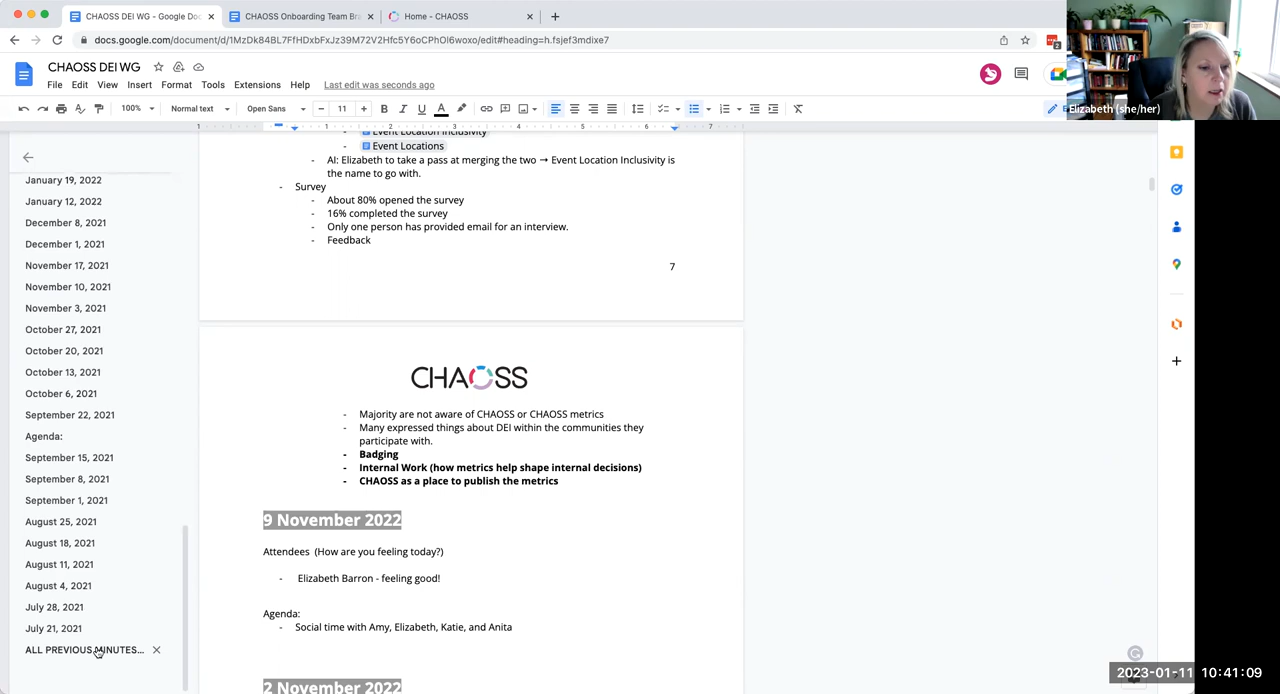 CHAOSS DEI WG - Google Doc
CHAOSS Onboarding Team Bra
Home - CHAOSS
docs.google.com/document/d/1MzDk84BL7FfHDxbFxJz39M72V2Hfc5Y6oOPhOl6woxo/edit#heading=h.fsjef3mdixe7
2
CHAOSS DEI WG
File Edit View Insert Format Tools Extensions Help Last edit was seconds ago
100% Normal text Open Sans 11
Elizabeth (she/her)
1 1 2 3 4 5 6 7
January 19, 2022
January 12, 2022
December 8, 2021
December 1, 2021
November 17, 2021
November 10, 2021
November 3, 2021
October 27, 2021
October 20, 2021
October 13, 2021
October 6, 2021
September 22, 2021
Agenda:
September 15, 2021
September 8, 2021
September 1, 2021
August 25, 2021
August 18, 2021
August 11, 2021
August 4, 2021
July 28, 2021
July 21, 2021
ALL PREVIOUS MINUTES...
- Event Location Inclusivity
- Event Locations
- AI: Elizabeth to take a pass at merging the two → Event Location Inclusivity is
the name to go with.
- Survey
- About 80% opened the survey
- 16% completed the survey
- Only one person has provided email for an interview.
- Feedback
7
CHAOSS
- Majority are not aware of CHAOSS or CHAOSS metrics
- Many expressed things about DEI within the communities they
participate with.
- Badging
- Internal Work (how metrics help shape internal decisions)
- CHAOSS as a place to publish the metrics
9 November 2022
Attendees (How are you feeling today?)
- Elizabeth Barron - feeling good!
Agenda:
- Social time with Amy, Elizabeth, Katie, and Anita
2 November 2022
2023-01-11 10:41:09